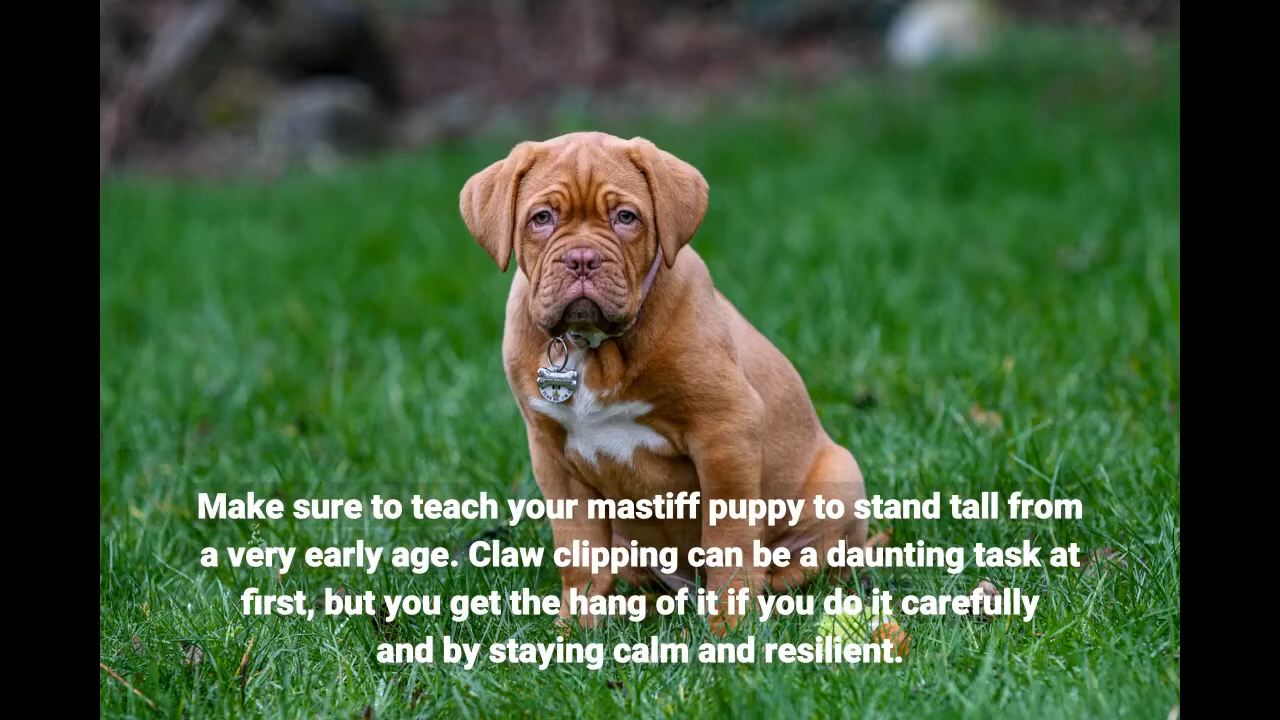 Make sure to teach your mastiff puppy to stand tall from
a very early age. Claw clipping can be a daunting task at
first, but you get the hang of it if you do it carefully
and by staying calm and resilient.